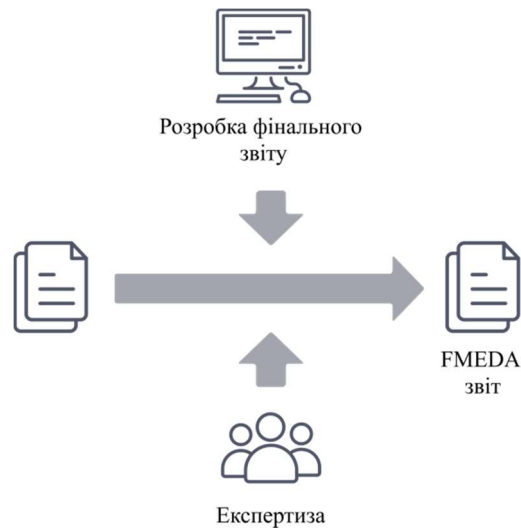 Розробка фінального
звіту
FMEDA
звіт
Експертиза